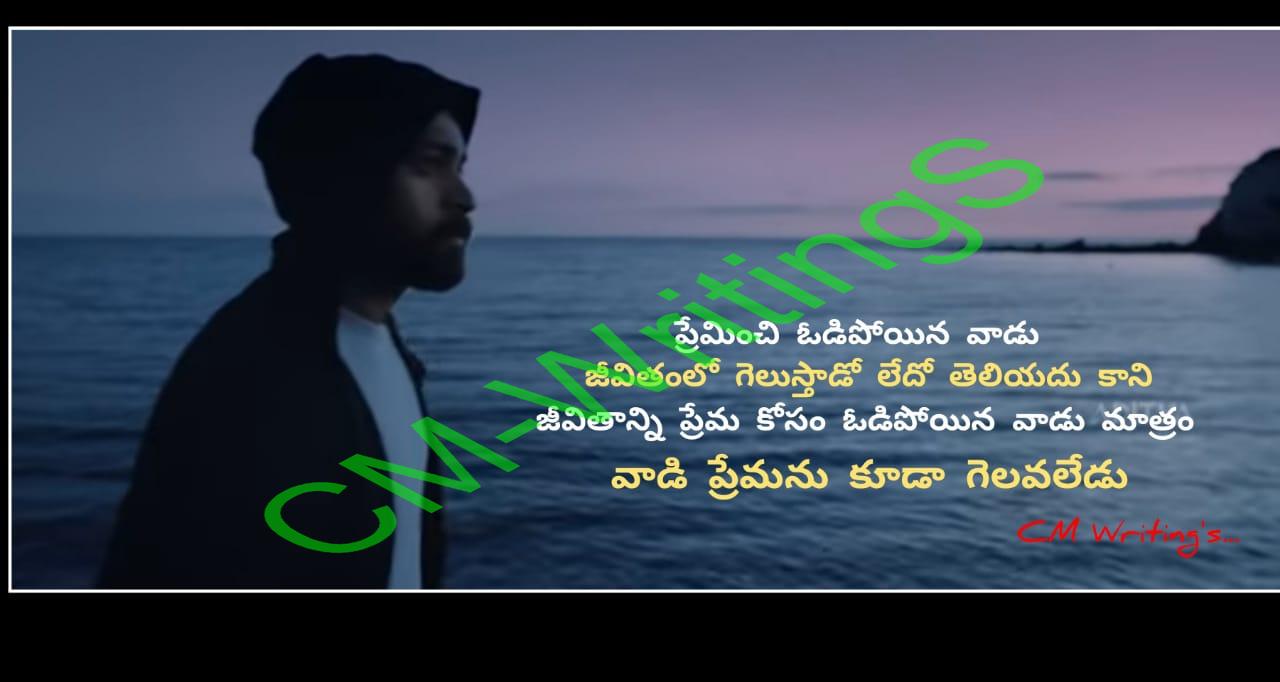 CM-Writings
ప్రేమించి ఓడిపోయిన వాడు
జీవితంలో గెలుస్తాడో లేదో తెలియదు కాని
జీవితాన్ని ప్రేమ కోసం ఓడిపోయిన వాడు మాత్రం
వాడి ప్రేమను కూడా గెలవలేడు
CM Writing's...